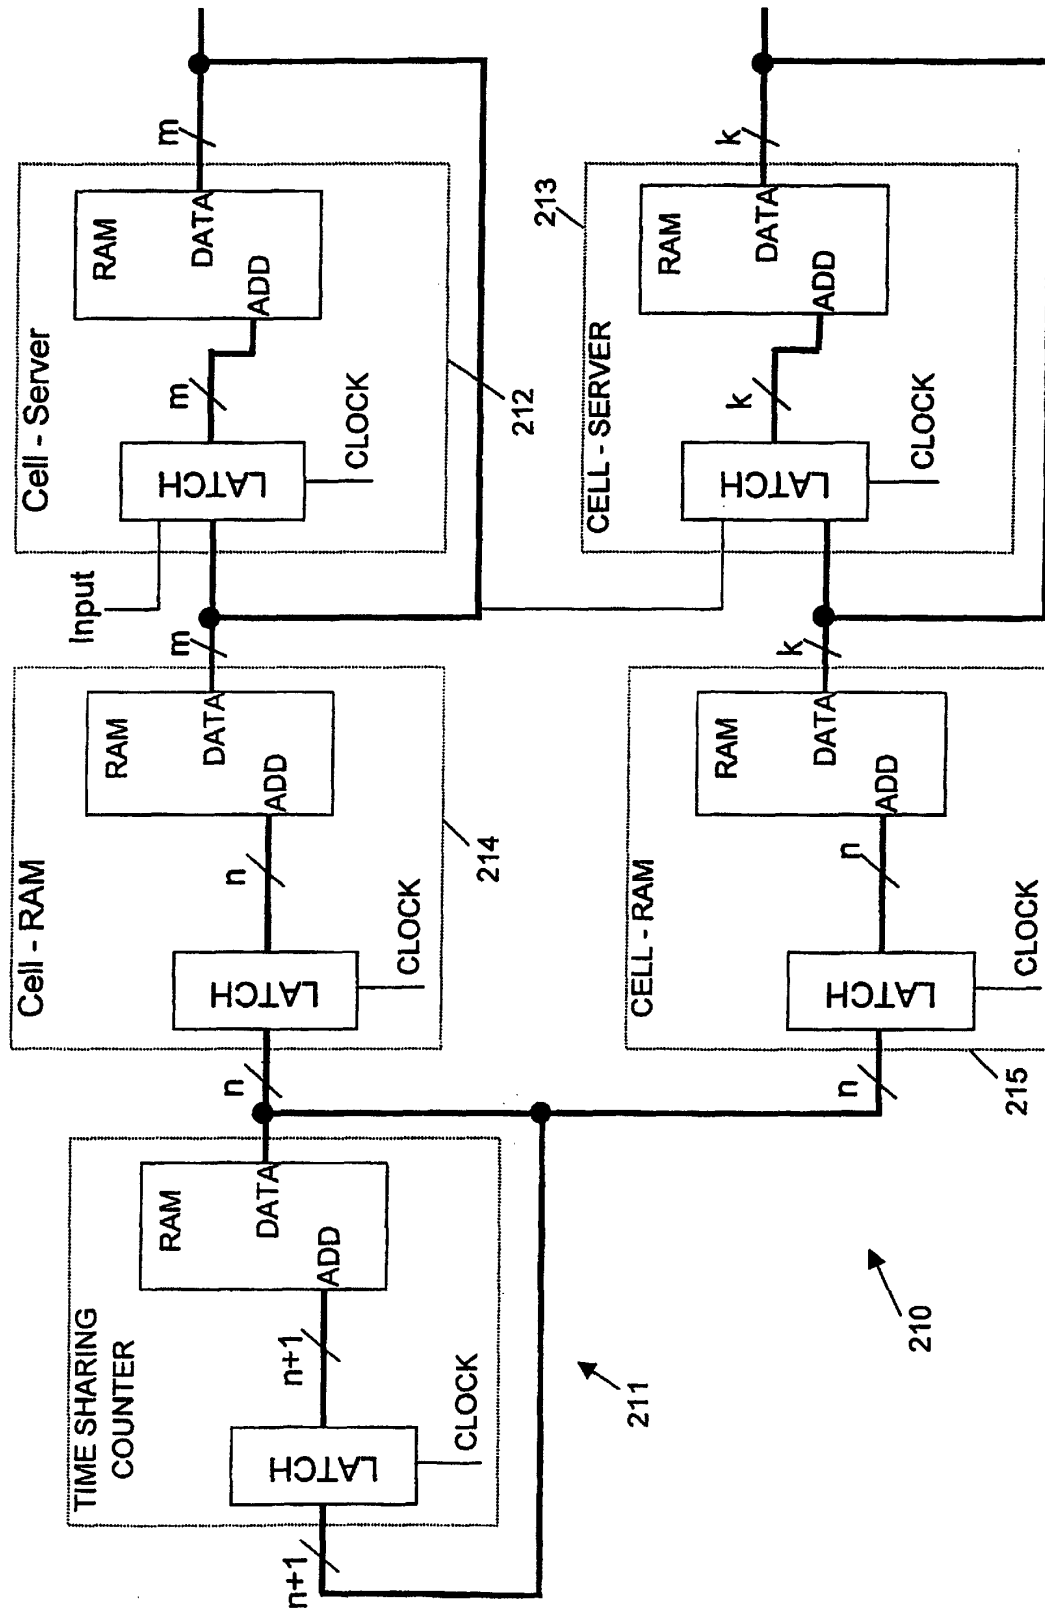 TIME SHARING
COUNTER
RAM
DATA
ADD
n+1
n+1
LATCH
CLOCK
211
210
Cell - RAM
RAM
DATA
ADD
n
n
LATCH
CLOCK
214
Input
Cell - Server
RAM
DATA
ADD
m
m
m
LATCH
CLOCK
212
CELL - RAM
RAM
DATA
ADD
n
n
LATCH
CLOCK
215
213
CELL - SERVER
RAM
DATA
ADD
k
k
k
LATCH
CLOCK